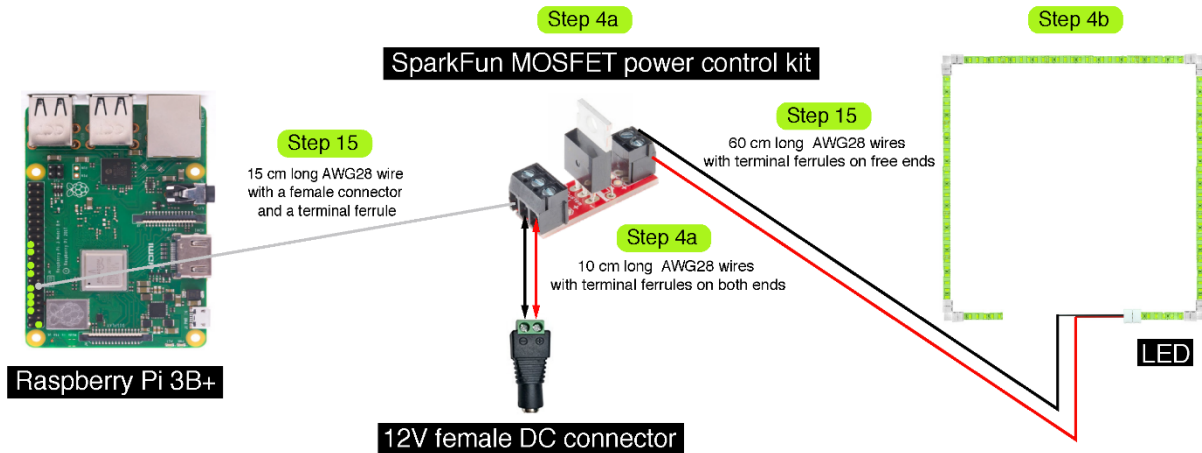 Step 4a
Step 4b
SparkFun MOSFET power control kit
Step 15
15 cm long AWG28 wire
with a female connector
and a terminal ferrule
Step 15
60 cm long AWG28 wires
with terminal ferrules on free ends
Step 4a
10 cm long AWG28 wires
with terminal ferrules on both ends
HDMI
LED
Raspberry Pi 3B+
12V female DC connector